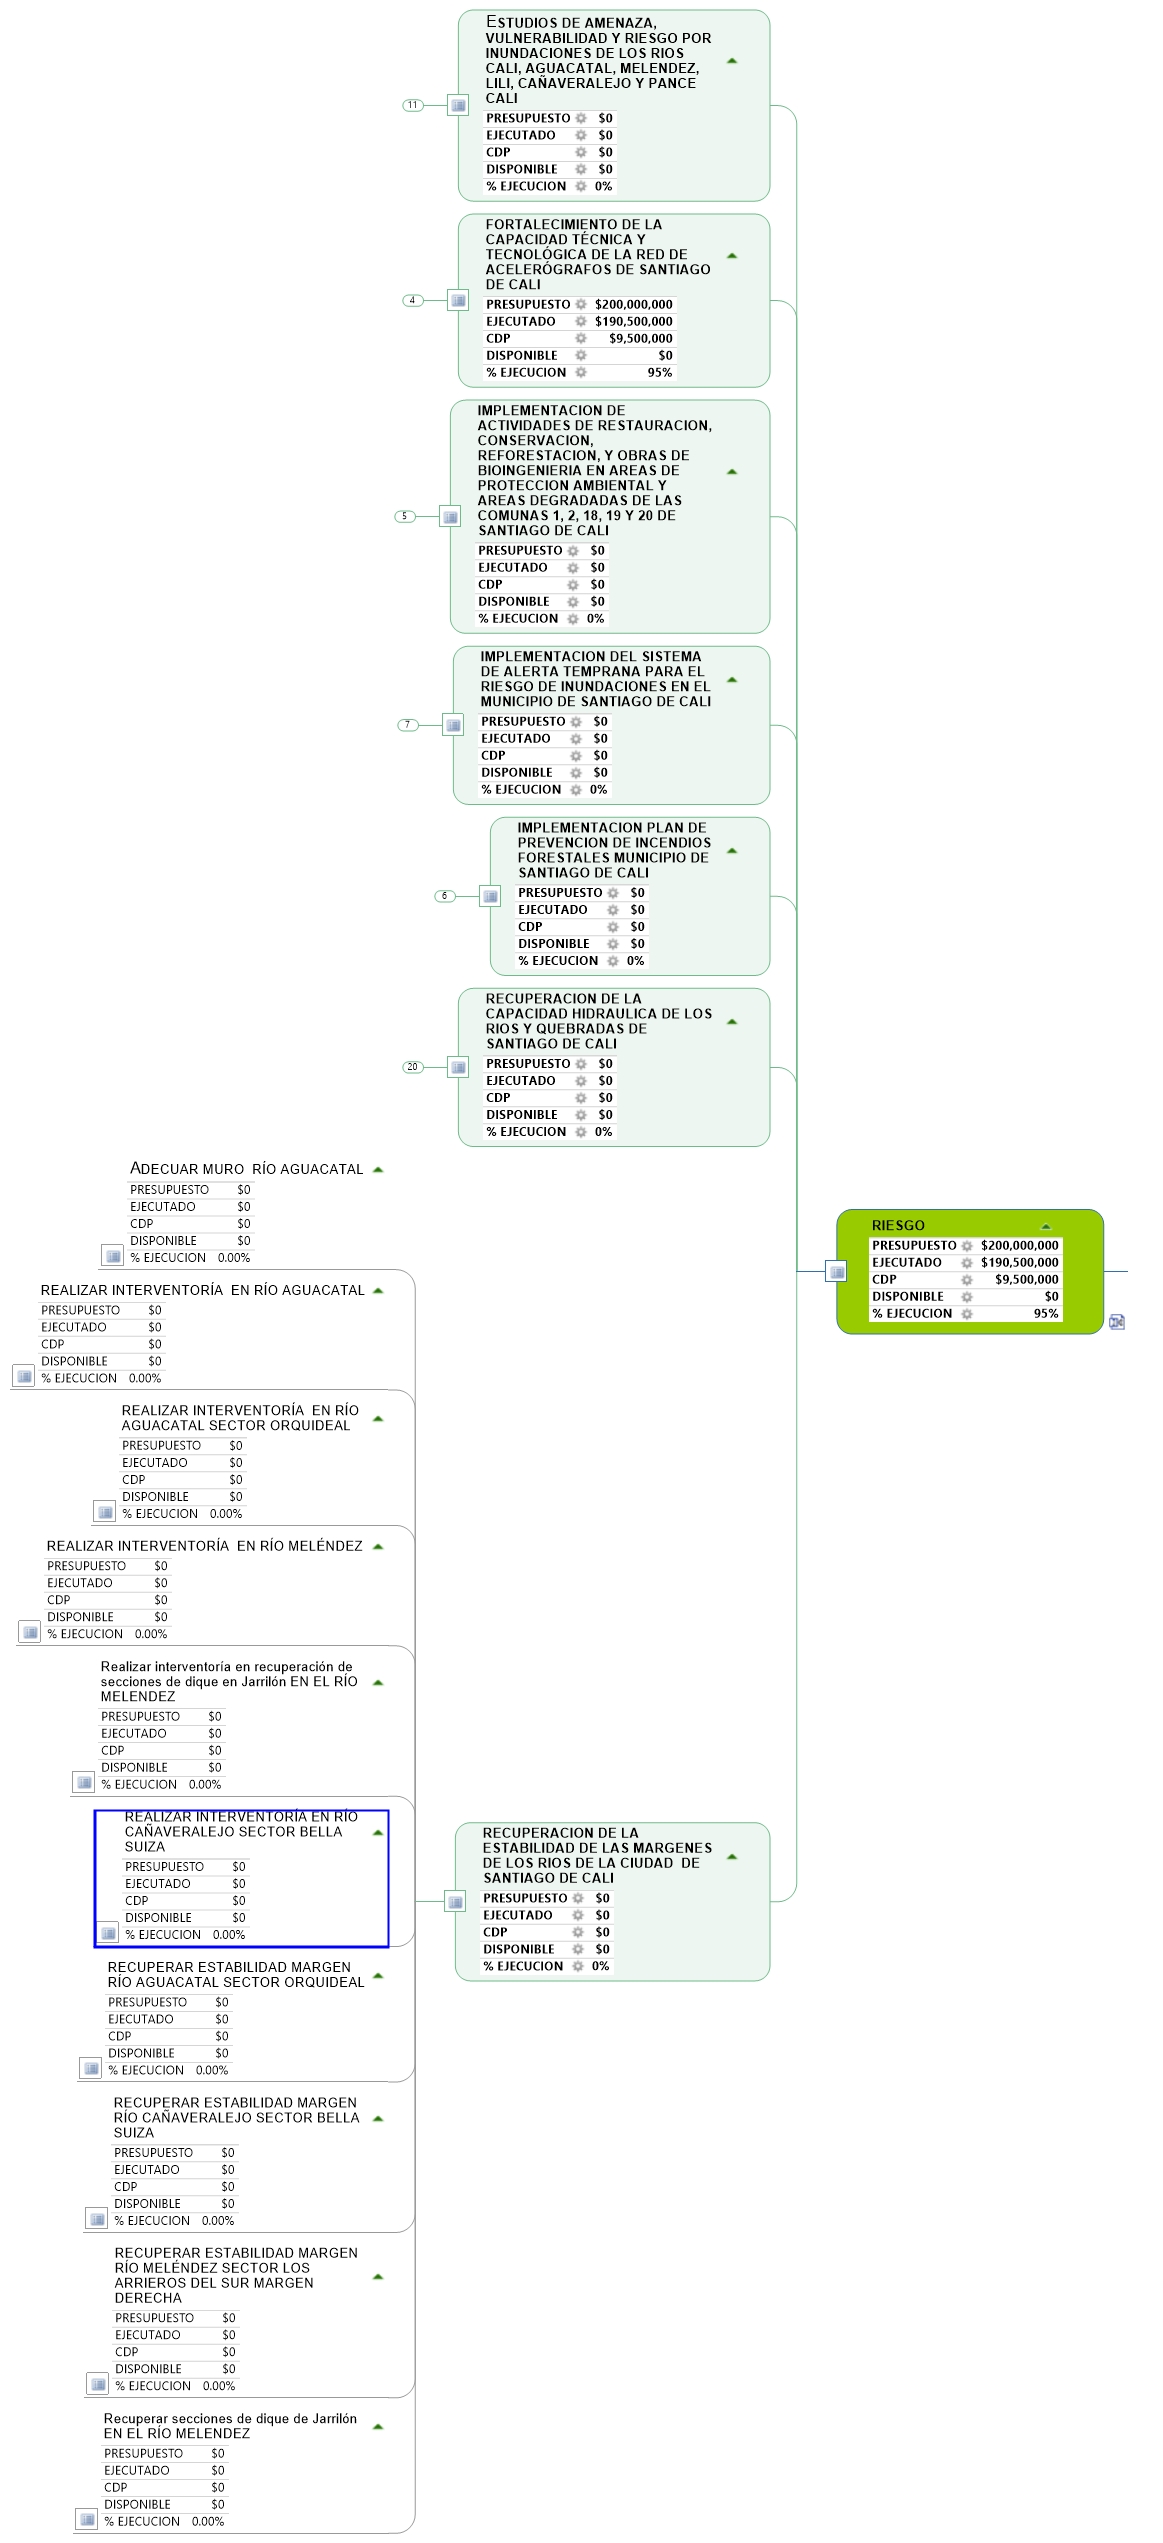 ESTUDIOS DE AMENAZA,
VULNERABILIDAD Y RIESGO POR
INUNDACIONES DE LOS RIOS
CALI, AGUACATAL, MELENDEZ,
LILI, CAÑAVERALEJO Y PANCE
CALI
11
PRESUPUESTO $0
EJECUTADO $0
CDP $0
DISPONIBLE $0
% EJECUCION 0%
FORTALECIMIENTO DE LA
CAPACIDAD TÉCNICA Y
TECNOLÓGICA DE LA RED DE
ACELERÓGRAFOS DE SANTIAGO
DE CALI
4
PRESUPUESTO $200,000,000
EJECUTADO $190,500,000
CDP $9,500,000
DISPONIBLE $0
% EJECUCION 95%
IMPLEMENTACION DE
ACTIVIDADES DE RESTAURACION,
CONSERVACION,
REFORESTACION, Y OBRAS DE
BIOINGENIERIA EN AREAS DE
PROTECCION AMBIENTAL Y
AREAS DEGRADADAS DE LAS
COMUNAS 1, 2, 18, 19 Y 20 DE
SANTIAGO DE CALI
5
PRESUPUESTO $0
EJECUTADO $0
CDP $0
DISPONIBLE $0
% EJECUCION 0%
IMPLEMENTACION DEL SISTEMA
DE ALERTA TEMPRANA PARA EL
RIESGO DE INUNDACIONES EN EL
MUNICIPIO DE SANTIAGO DE CALI
7
PRESUPUESTO $0
EJECUTADO $0
CDP $0
DISPONIBLE $0
% EJECUCION 0%
IMPLEMENTACION PLAN DE
PREVENCION DE INCENDIOS
FORESTALES MUNICIPIO DE
SANTIAGO DE CALI
6
PRESUPUESTO $0
EJECUTADO $0
CDP $0
DISPONIBLE $0
% EJECUCION 0%
RECUPERACION DE LA
CAPACIDAD HIDRAULICA DE LOS
RIOS Y QUEBRADAS DE
SANTIAGO DE CALI
20
PRESUPUESTO $0
EJECUTADO $0
CDP $0
DISPONIBLE $0
% EJECUCION 0%
ADECUAR MURO RÍO AGUACATAL
PRESUPUESTO $0
EJECUTADO $0
CDP $0
DISPONIBLE $0
% EJECUCION 0.00%
RIESGO
PRESUPUESTO $200,000,000
EJECUTADO $190,500,000
CDP $9,500,000
DISPONIBLE $0
% EJECUCION 95%
REALIZAR INTERVENTORÍA EN RÍO AGUACATAL
PRESUPUESTO $0
EJECUTADO $0
CDP $0
DISPONIBLE $0
% EJECUCION 0.00%
REALIZAR INTERVENTORÍA EN RÍO
AGUACATAL SECTOR ORQUIDEAL
PRESUPUESTO $0
EJECUTADO $0
CDP $0
DISPONIBLE $0
% EJECUCION 0.00%
REALIZAR INTERVENTORÍA EN RÍO MELÉNDEZ
PRESUPUESTO $0
EJECUTADO $0
CDP $0
DISPONIBLE $0
% EJECUCION 0.00%
Realizar interventoría en recuperación de
secciones de dique en Jarrilón EN EL RÍO
MELENDEZ
PRESUPUESTO $0
EJECUTADO $0
CDP $0
DISPONIBLE $0
% EJECUCION 0.00%
REALIZAR INTERVENTORÍA EN RÍO
CAÑAVERALEJO SECTOR BELLA
SUIZA
PRESUPUESTO $0
EJECUTADO $0
CDP $0
DISPONIBLE $0
% EJECUCION 0.00%
RECUPERACION DE LA
ESTABILIDAD DE LAS MARGENES
DE LOS RIOS DE LA CIUDAD DE
SANTIAGO DE CALI
PRESUPUESTO $0
EJECUTADO $0
CDP $0
DISPONIBLE $0
% EJECUCION 0%
RECUPERAR ESTABILIDAD MARGEN
RÍO AGUACATAL SECTOR ORQUIDEAL
PRESUPUESTO $0
EJECUTADO $0
CDP $0
DISPONIBLE $0
% EJECUCION 0.00%
RECUPERAR ESTABILIDAD MARGEN
RÍO CAÑAVERALEJO SECTOR BELLA
SUIZA
PRESUPUESTO $0
EJECUTADO $0
CDP $0
DISPONIBLE $0
% EJECUCION 0.00%
RECUPERAR ESTABILIDAD MARGEN
RÍO MELÉNDEZ SECTOR LOS
ARRIEROS DEL SUR MARGEN
DERECHA
PRESUPUESTO $0
EJECUTADO $0
CDP $0
DISPONIBLE $0
% EJECUCION 0.00%
Recuperar secciones de dique de Jarrilón
EN EL RÍO MELENDEZ
PRESUPUESTO $0
EJECUTADO $0
CDP $0
DISPONIBLE $0
% EJECUCION 0.00%